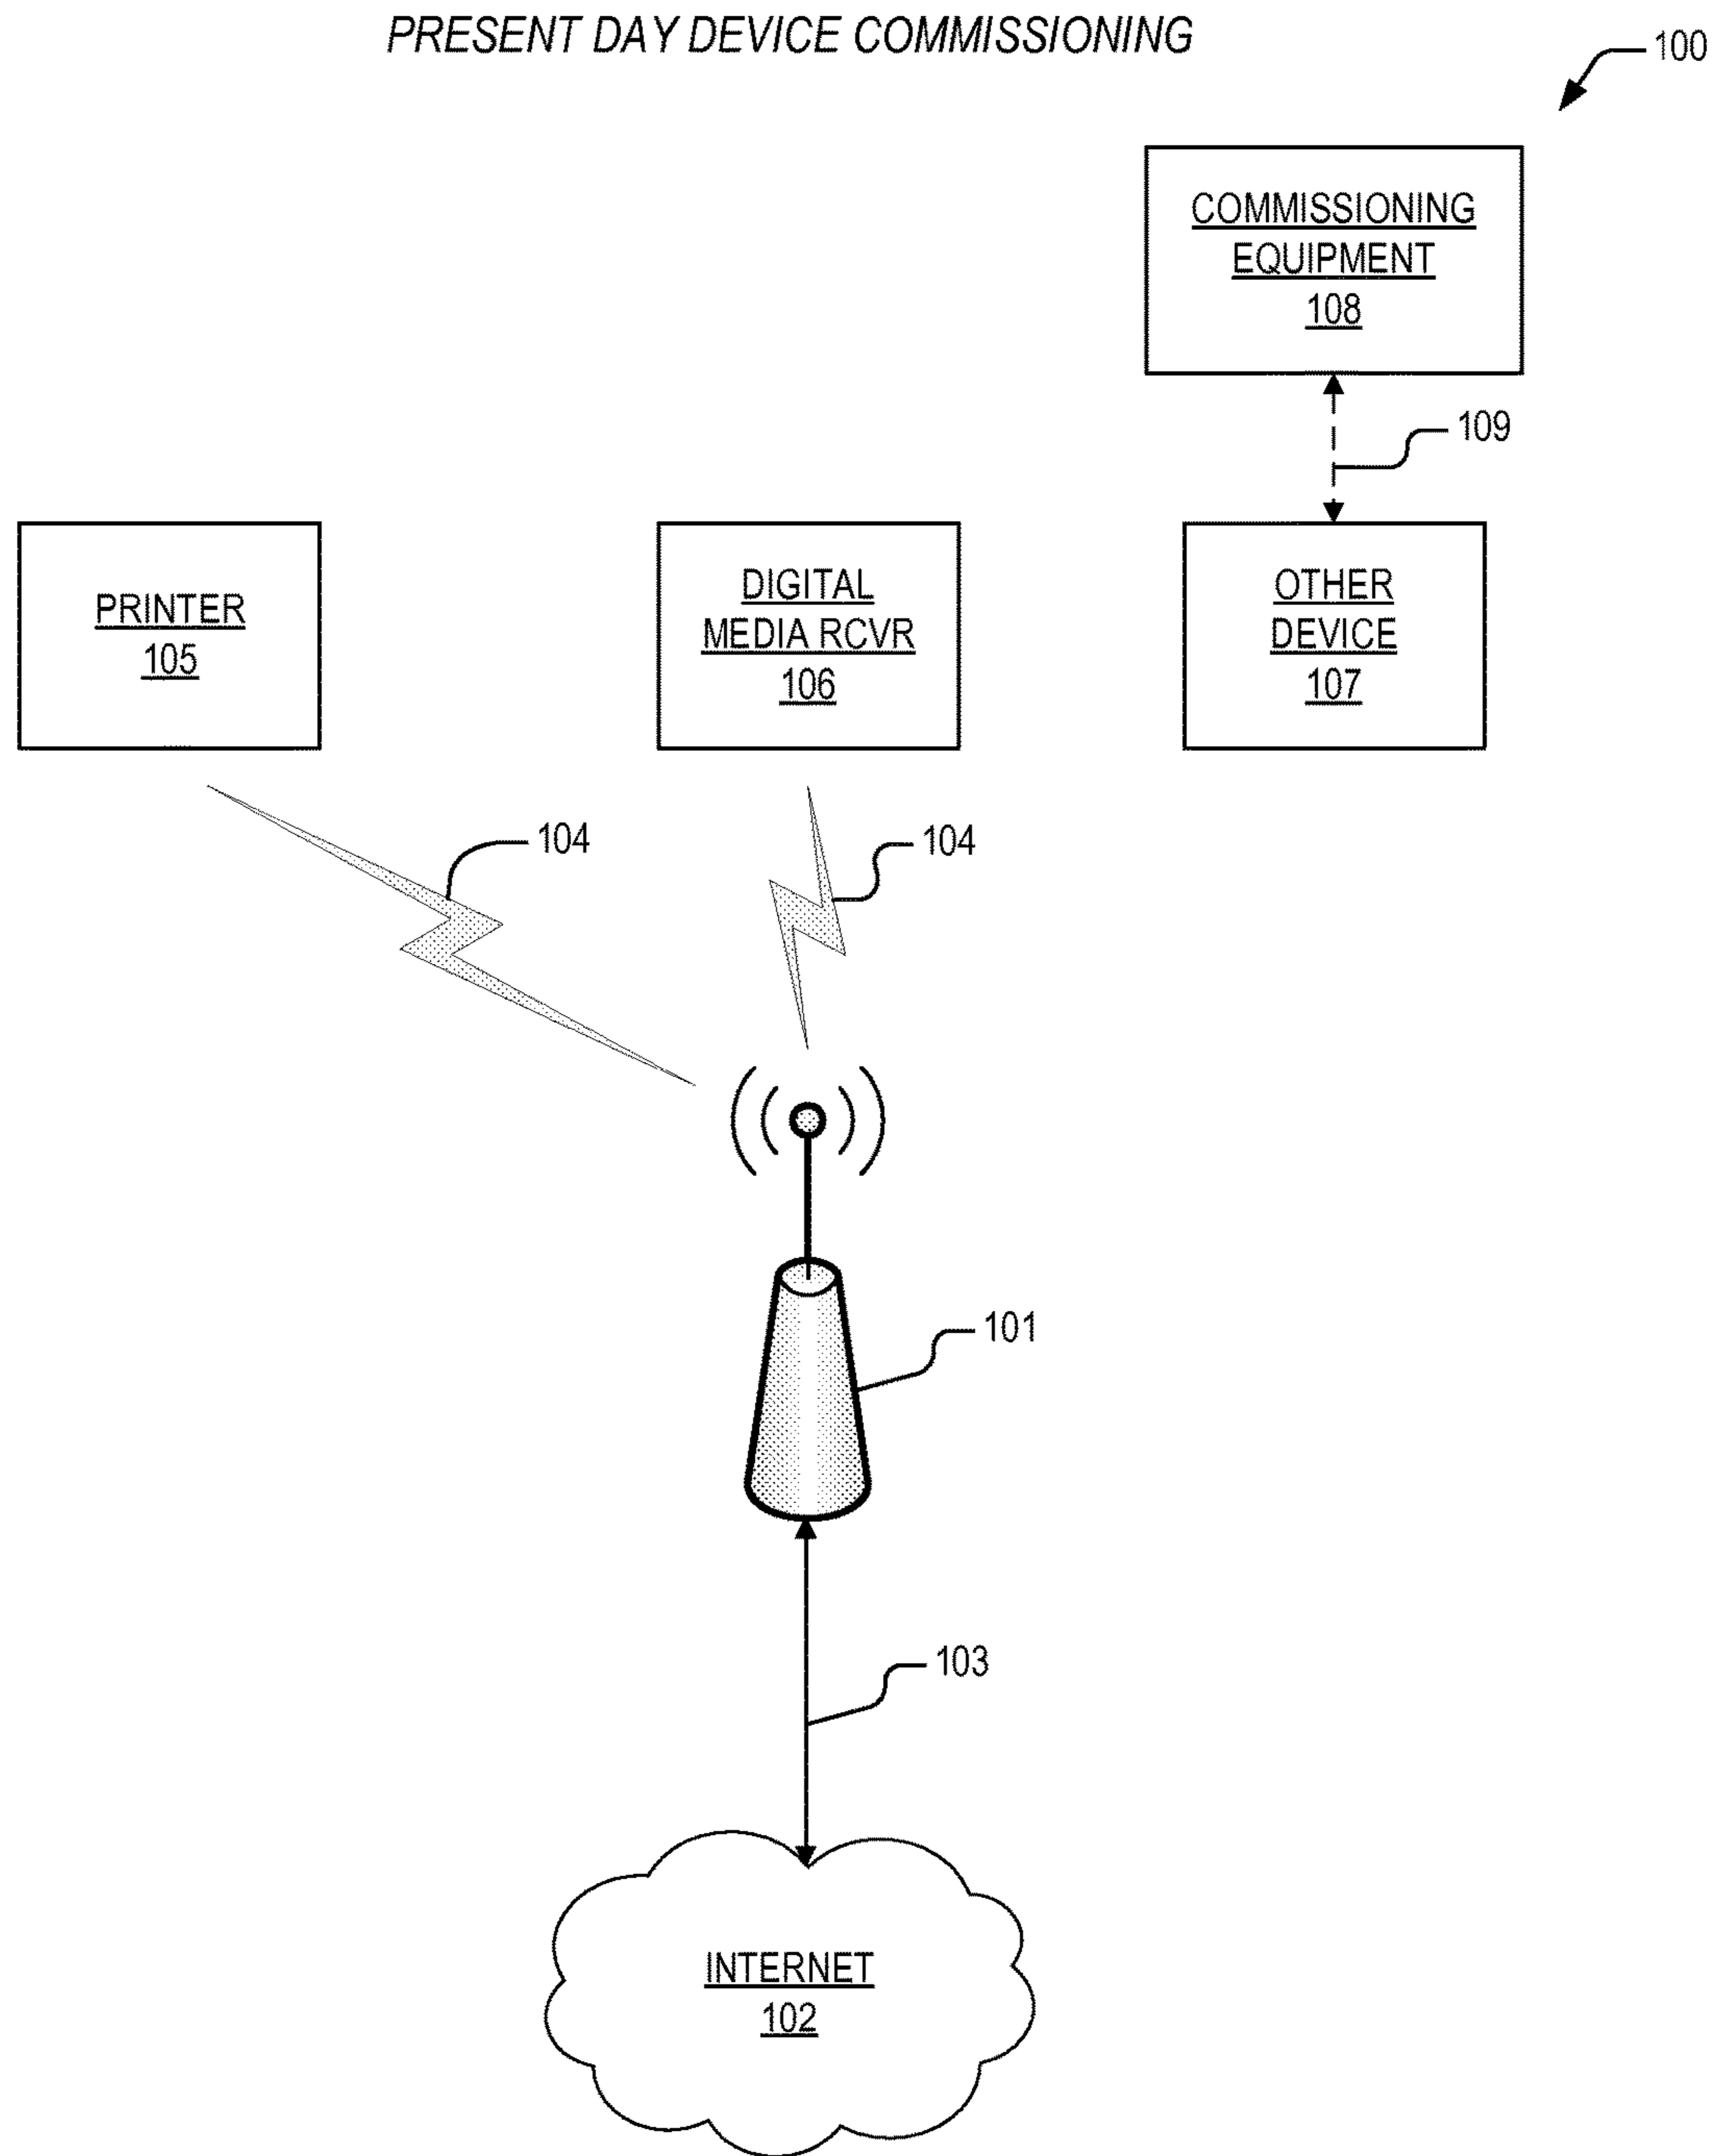 PRESENT DAY DEVICE COMMISSIONING
100
COMMISSIONING
EQUIPMENT
108
109
PRINTER
105
DIGITAL
MEDIA RCVR
106
OTHER
DEVICE
107
104
104
101
103
INTERNET
102